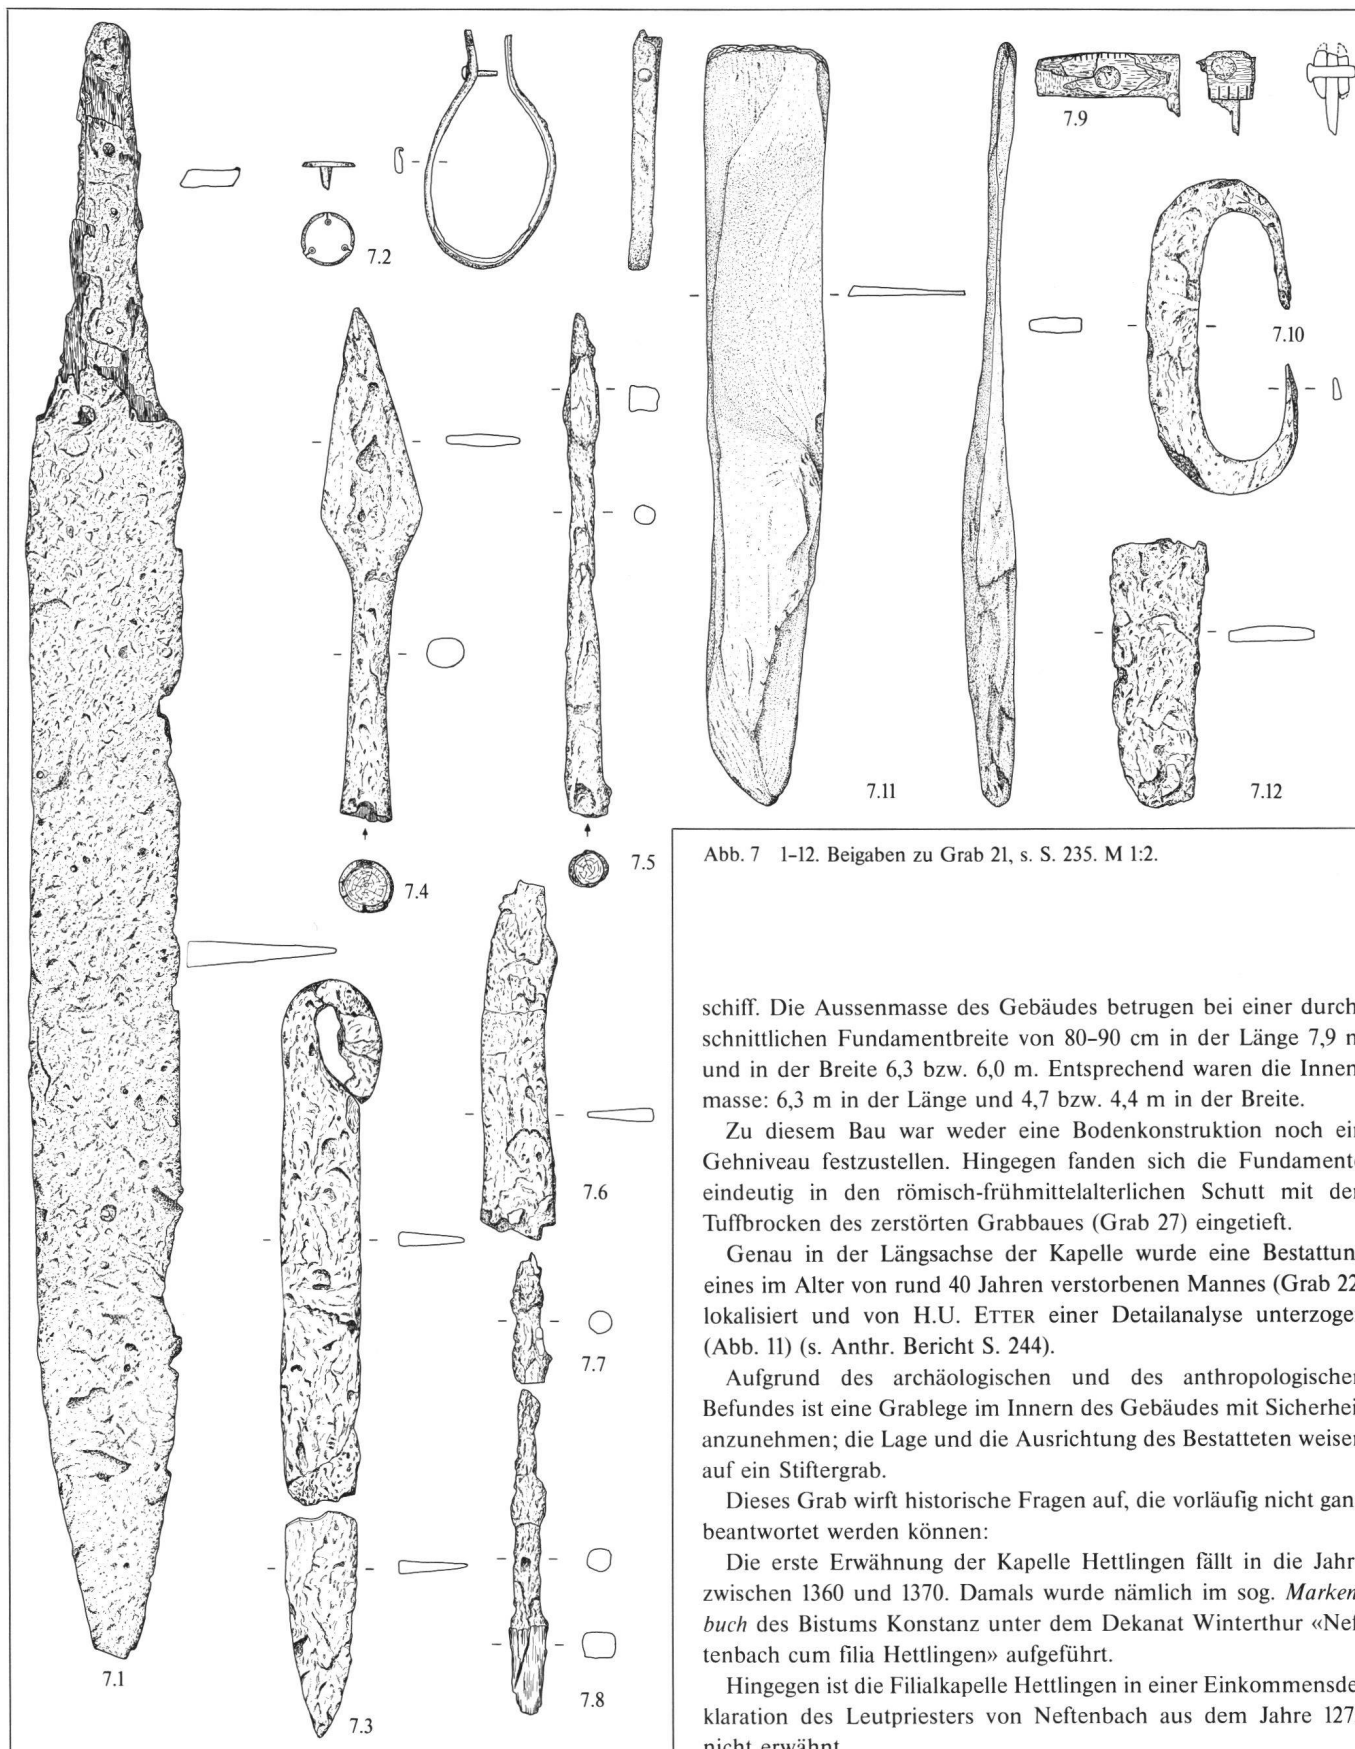 7.9
7.2
7.10
7.11
7.12
7.5
7.4
7.6
7.7
7.1
7.8
7.3
Abb. 7 1–12. Beigaben zu Grab 21, s. S. 235. M 1:2.
schiff. Die Aussenmasse des Gebäudes betrugen bei einer durch
schnittlichen Fundamentbreite von 80–90 cm in der Länge 7,9
und in der Breite 6,3 bzw. 6,0 m. Entsprechend waren die Innen
masse: 6,3 m in der Länge und 4,7 bzw. 4,4 m in der Breite.
Zu diesem Bau war weder eine Bodenkonstruktion noch ein
Gehniveau festzustellen. Hingegen fanden sich die Fundament
eindeutig in den römisch-frühmittelalterlichen Schutt mit den
Tuffbrocken des zerstörten Grabbaues (Grab 27) eingetieft.
Genau in der Längsachse der Kapelle wurde eine Bestattun
eines im Alter von rund 40 Jahren verstorbenen Mannes (Grab 22
lokalisiert und von H.U. ETTER einer Detailanalyse unterzoge
(Abb. 11) (s. Anthr. Bericht S. 244).
Aufgrund des archäologischen und des anthropologischen
Befundes ist eine Grablege im Innern des Gebäudes mit Sicherhei
anzunehmen; die Lage und die Ausrichtung des Bestatteten weisen
auf ein Stiftergrab.
Dieses Grab wirft historische Fragen auf, die vorläufig nicht gan
beantwortet werden können:
Die erste Erwähnung der Kapelle Hettlingen fällt in die Jahr
zwischen 1360 und 1370. Damals wurde nämlich im sog. Marken
buch des Bistums Konstanz unter dem Dekanat Winterthur «Nef
tenbach cum filia Hettlingen» aufgeführt.
Hingegen ist die Filialkapelle Hettlingen in einer Einkommensde
klaration des Leutpriesters von Neftenbach aus dem Jahre 127
nicht erwähnt.